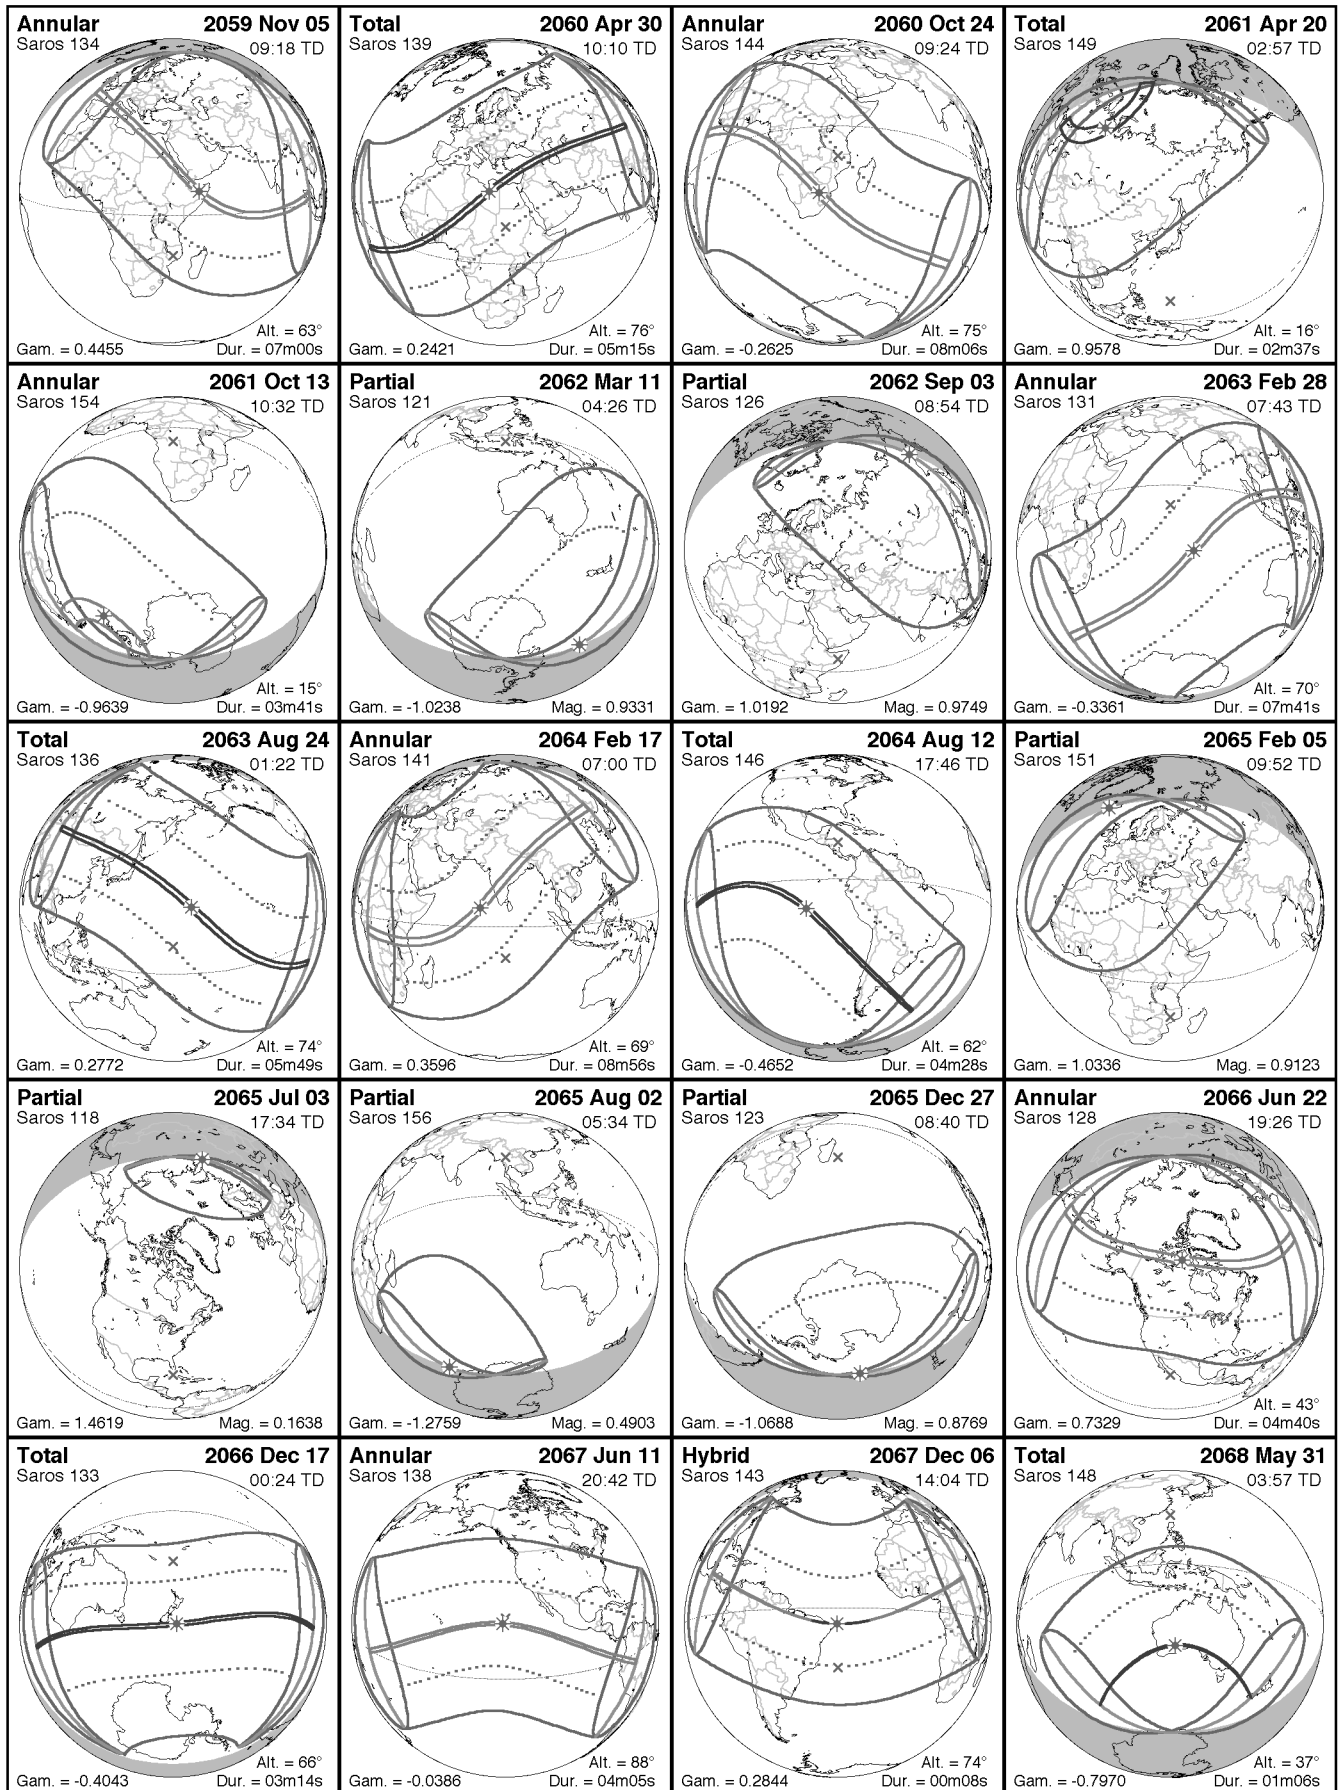 Annular 2059 Nov 05
Saros 134 09:18 TD
Alt. = 63°
Gam. = 0.4455 Dur. = 07m00s
Total 2060 Apr 30
Saros 139 10:10 TD
Alt. = 76°
Gam. = 0.2421 Dur. = 05m15s
Annular 2060 Oct 24
Saros 144 09:24 TD
Alt. = 75°
Gam. = -0.2625 Dur. = 08m06s
Total 2061 Apr 20
Saros 149 02:57 TD
Alt. = 16°
Gam. = 0.9578 Dur. = 02m37s
Annular 2061 Oct 13
Saros 154 10:32 TD
Alt. = 15°
Gam. = -0.9639 Dur. = 03m41s
Partial 2062 Mar 11
Saros 121 04:26 TD
Gam. = -1.0238 Mag. = 0.9331
Partial 2062 Sep 03
Saros 126 08:54 TD
Gam. = 1.0192 Mag. = 0.9749
Annular 2063 Feb 28
Saros 131 07:43 TD
Alt. = 70°
Gam. = -0.3361 Dur. = 07m41s
Total 2063 Aug 24
Saros 136 01:22 TD
Alt. = 74°
Gam. = 0.2772 Dur. = 05m49s
Annular 2064 Feb 17
Saros 141 07:00 TD
Alt. = 69°
Gam. = 0.3596 Dur. = 08m56s
Total 2064 Aug 12
Saros 146 17:46 TD
Alt. = 62°
Gam. = -0.4652 Dur. = 04m28s
Partial 2065 Feb 05
Saros 151 09:52 TD
Gam. = 1.0336 Mag. = 0.9123
Partial 2065 Jul 03
Saros 118 17:34 TD
Gam. = 1.4619 Mag. = 0.1638
Partial 2065 Aug 02
Saros 156 05:34 TD
Gam. = -1.2759 Mag. = 0.4903
Partial 2065 Dec 27
Saros 123 08:40 TD
Gam. = -1.0688 Mag. = 0.8769
Annular 2066 Jun 22
Saros 128 19:26 TD
Alt. = 43°
Gam. = 0.7329 Dur. = 04m40s
Total 2066 Dec 17
Saros 133 00:24 TD
Alt. = 66°
Gam. = -0.4043 Dur. = 03m14s
Annular 2067 Jun 11
Saros 138 20:42 TD
Alt. = 88°
Gam. = -0.0386 Dur. = 04m05s
Hybrid 2067 Dec 06
Saros 143 14:04 TD
Alt. = 74°
Gam. = 0.2844 Dur. = 00m08s
Total 2068 May 31
Saros 148 03:57 TD
Alt. = 37°
Gam. = -0.7970 Dur. = 01m06s